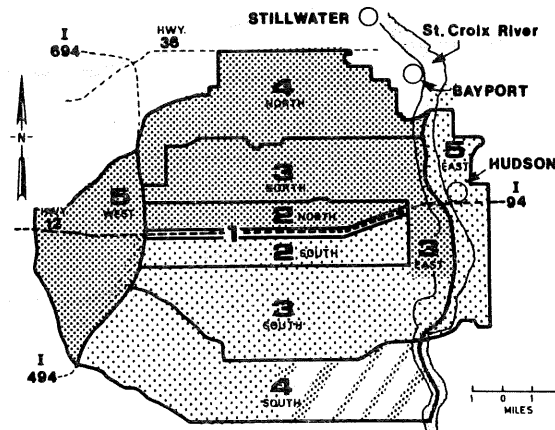 STILLWATER
St. Croix River
I
694
HWY.
36
BAYPORT
4
NORTH
N
5
EAST
HUDSON
3
NORTH
5
WEST
I
94
HWY.
12
2 NORTH
1
2 SOUTH
3
EAST
3
SOUTH
I
494
4
SOUTH
1 0 1
MILES